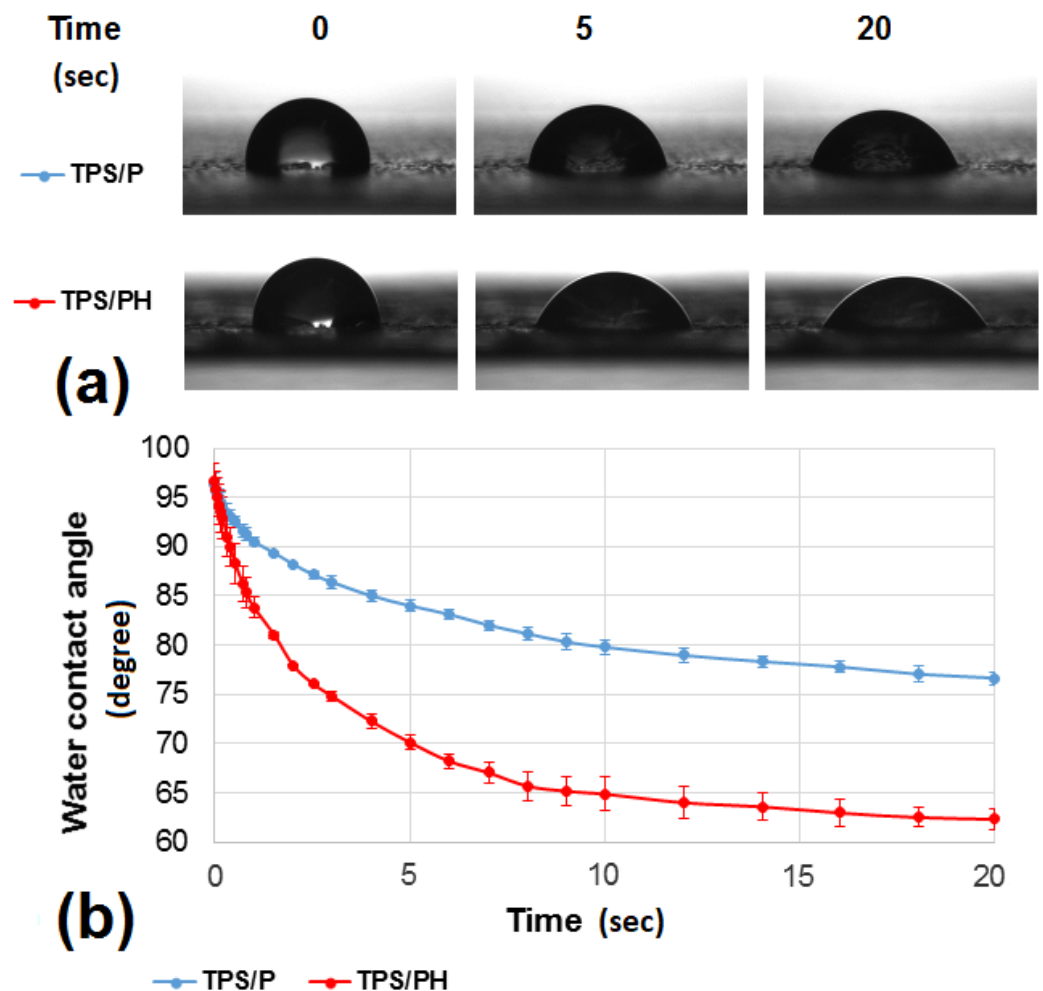 Time 0 5 20
(sec)
TPS/P
TPS/PH
(a)
100
95
90
85
80
75
70
65
60
Water contact angle
(degree)
0 5 10 15 20
Time (sec)
(b)
TPS/P TPS/PH